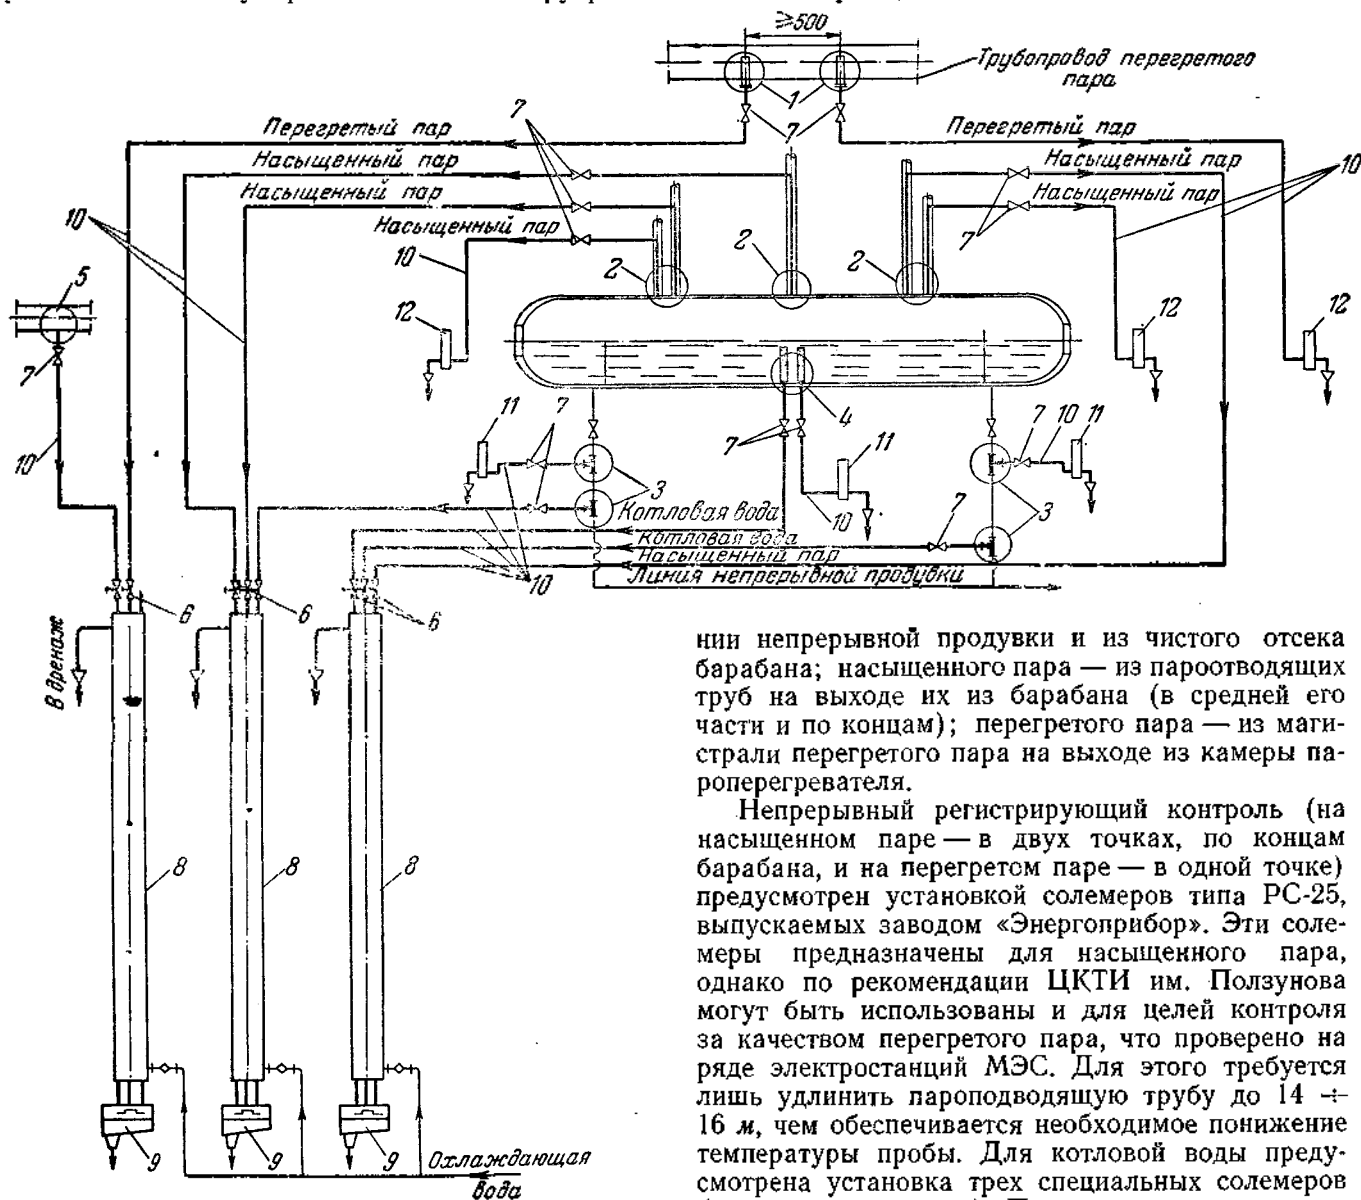 ≥500
Трубопровод перегретого
пара
1
7
7
Перегретый пар
Перегретый пар
Насыщенный пар
Насыщенный пар
10
Насыщенный пар
Насыщенный пар
10
Насыщенный пар
7
10
2
2
2
5
12
12
12
7
10
11
7
7
4
11
7
10
11
3
10
3
Котловая вода
7
Котловая вода
Насыщенный пар
10
Линия непрерывной продувки
6
6
6
В дренаж
8
8
8
9
9
9
Охлаждающая
вода
нии непрерывной продувки и из чистого отсека
барабана; насыщенного пара — из пароотводящих
труб на выходе их из барабана (в средней его
части и по концам); перегретого пара — из маги-
страли перегретого пара на выходе из камеры па-
роперегревателя.
Непрерывный регистрирующий контроль (на
насыщенном паре — в двух точках, по концам
барабана, и на перегретом паре — в одной точке)
предусмотрен установкой солемеров типа РС-25,
выпускаемых заводом «Энергоприбор». Эти соле-
меры предназначены для насыщенного пара,
однако по рекомендации ЦКТИ им. Ползунова
могут быть использованы и для целей контроля
за качеством перегретого пара, что проверено на
ряде электростанций МЭС. Для этого требуется
лишь удлинить пароподводящую трубу до 14 ÷
16 м, чем обеспечивается необходимое понижение
температуры пробы. Для котловой воды преду-
смотрена установка трех специальных солемеров